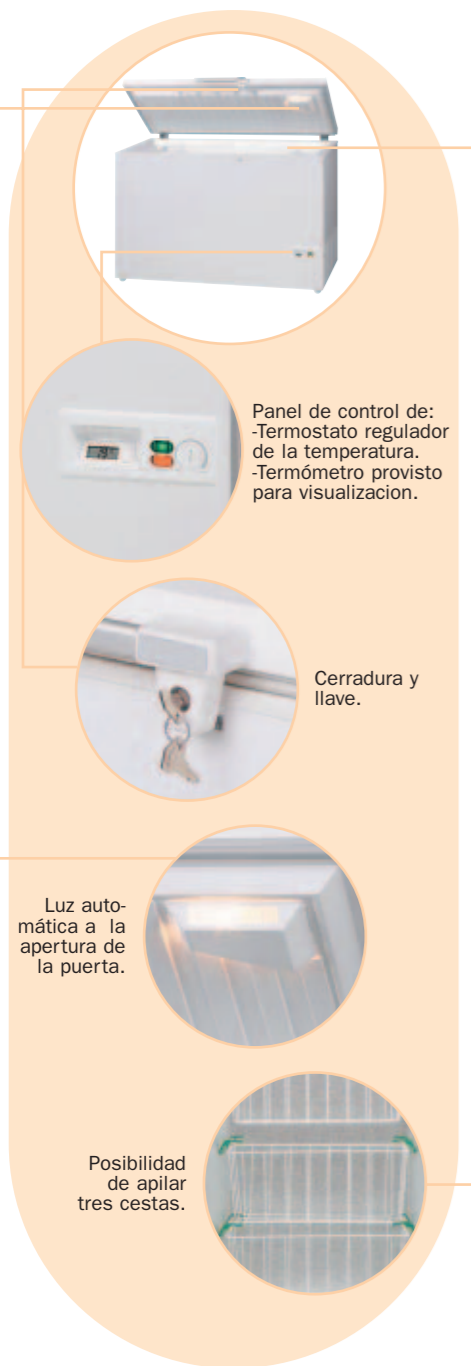 Panel de control de:
-Termostato regulador
de la temperatura.
-Termómetro provisto
para visualizacion.
Cerradura y
llave.
Luz auto-
mática a la
apertura de
la puerta.
Posibilidad
de apilar
tres cestas.